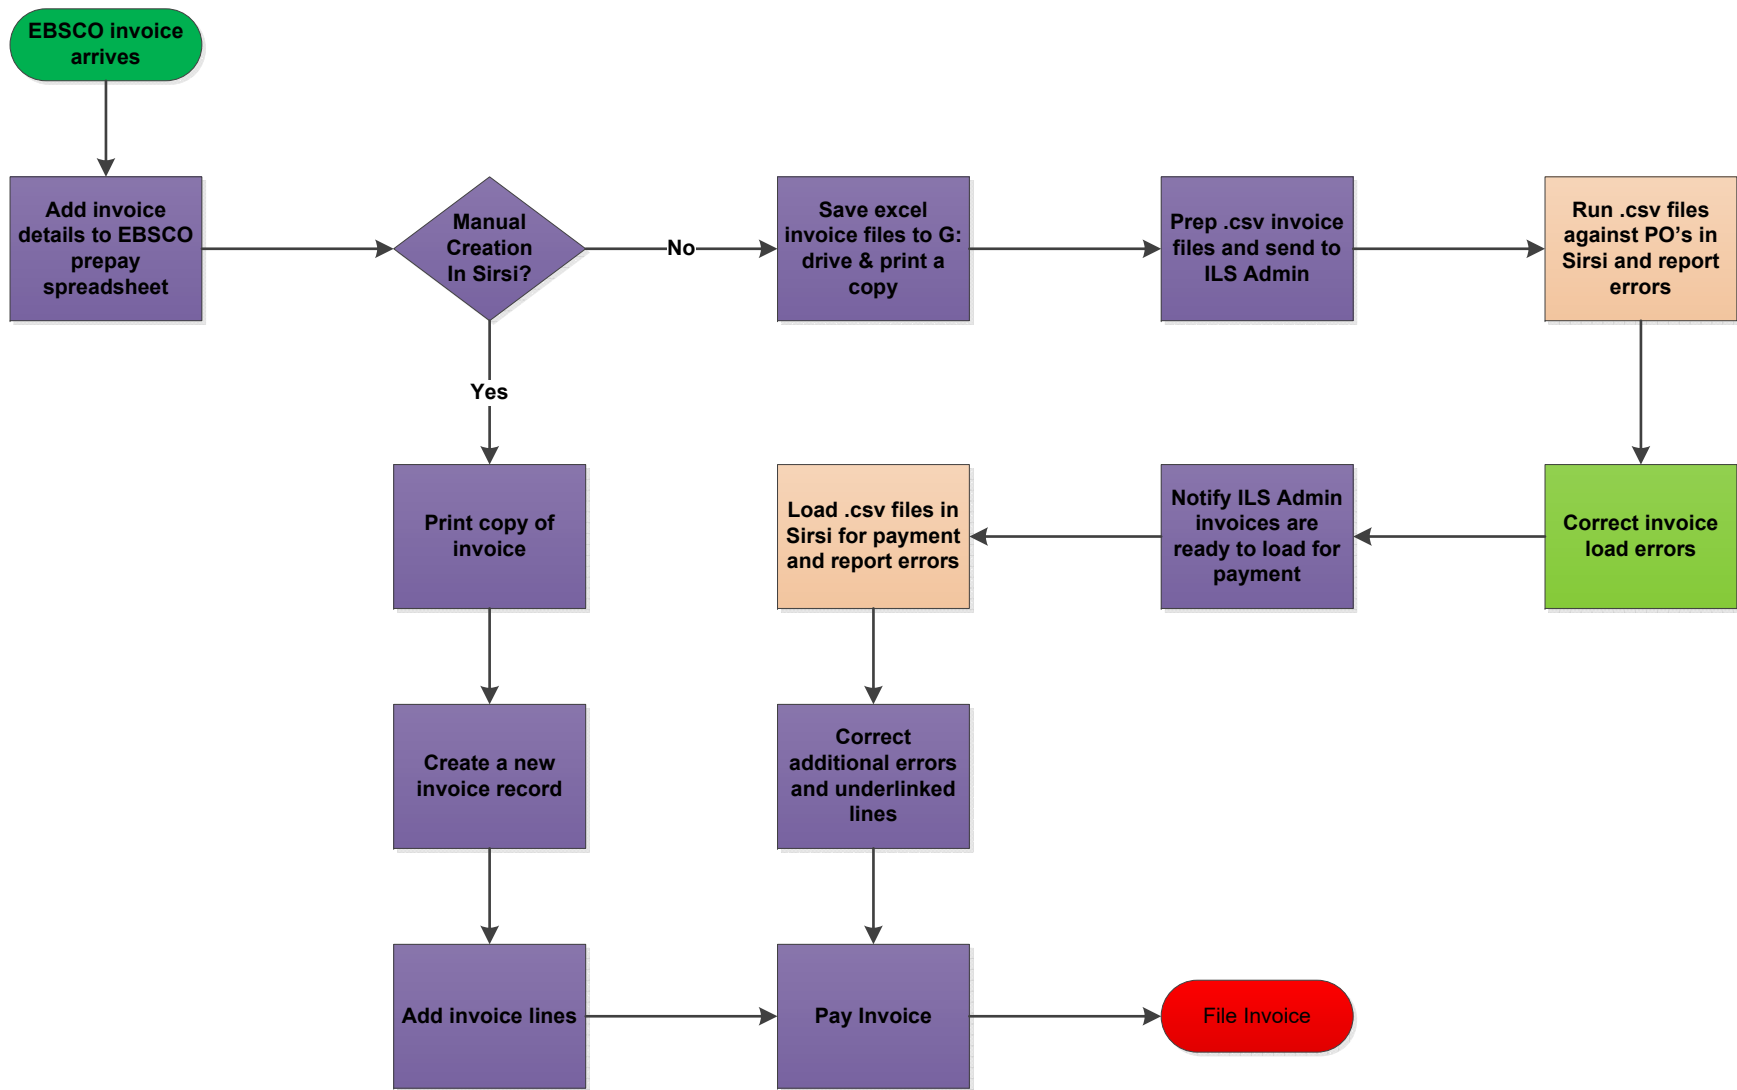 EBSCO invoice
arrives
Add invoice
details to EBSCO
prepay
spreadsheet
Manual
Creation
In Sirsi?
No
Save excel
invoice files to G:
drive & print a
copy
Prep .csv invoice
files and send to
ILS Admin
Run .csv files
against PO's in
Sirsi and report
errors
Yes
Print copy of
invoice
Load .csv files in
Sirsi for payment
and report errors
Notify ILS Admin
invoices are
ready to load for
payment
Correct invoice
load errors
Create a new
invoice record
Correct
additional errors
and underlinked
lines
Add invoice lines
Pay Invoice
File Invoice